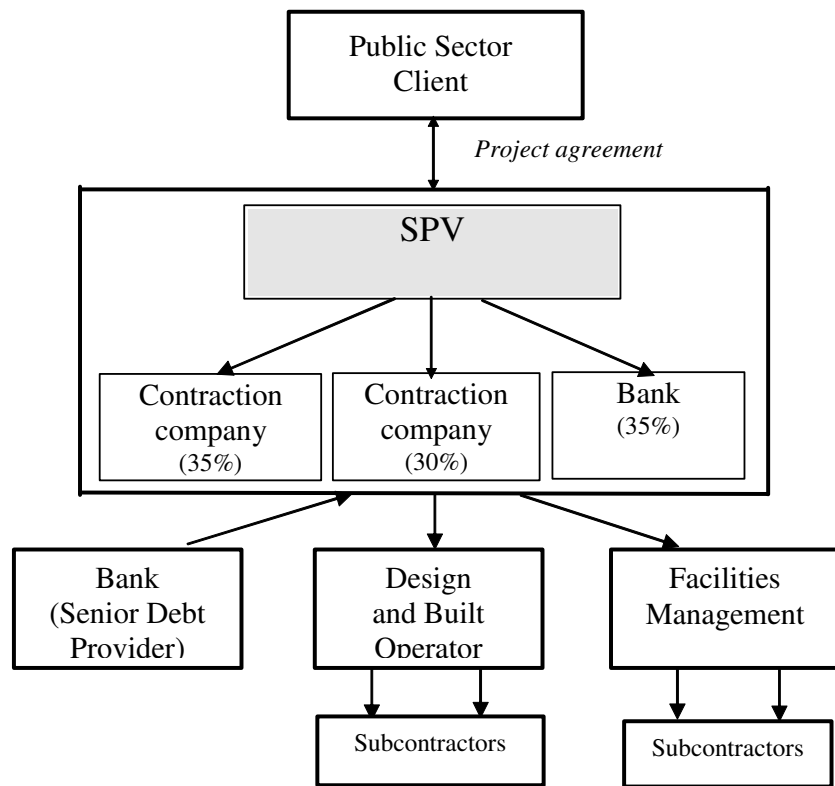 Public Sector
Client
Project agreement
SPV
Contraction
company
(35%)
Contraction
company
(30%)
Bank
(35%)
Bank
(Senior Debt
Provider)
Design
and Built
Operator
Facilities
Management
Subcontractors
Subcontractors